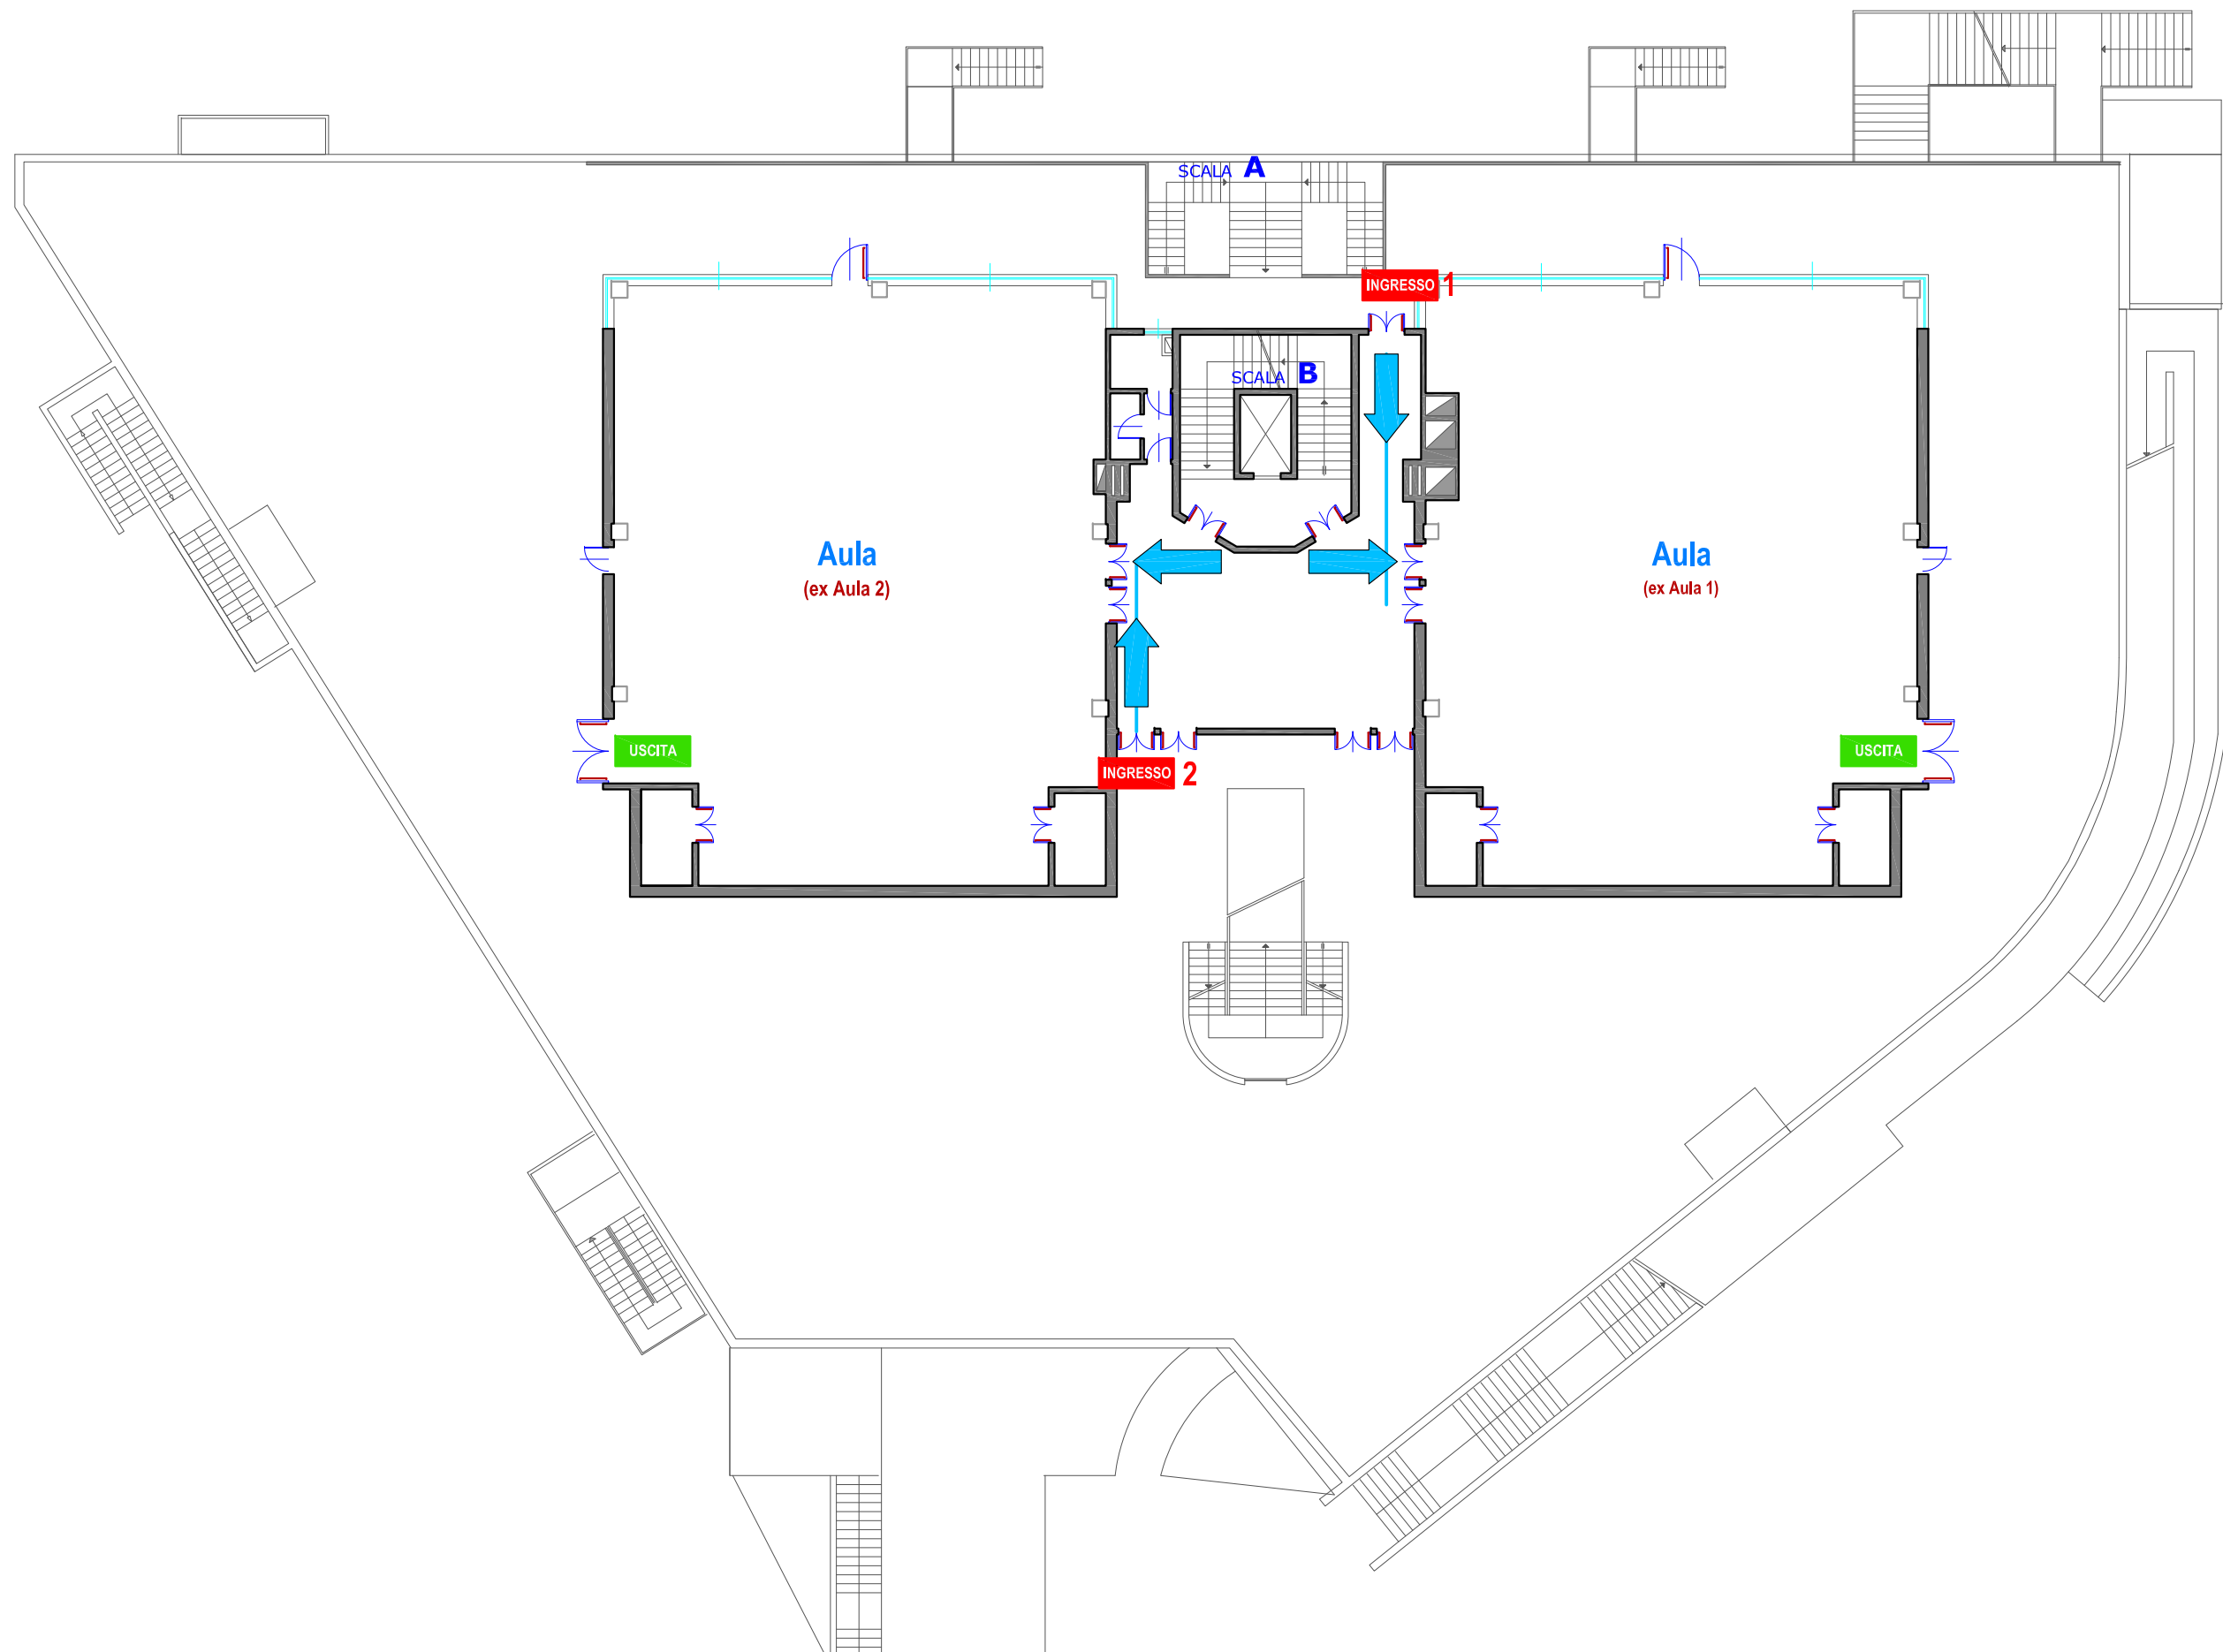 SCALA A
INGRESSO 1
SCALA B
Aula
(ex Aula 2)
Aula
(ex Aula 1)
USCITA
USCITA
INGRESSO 2